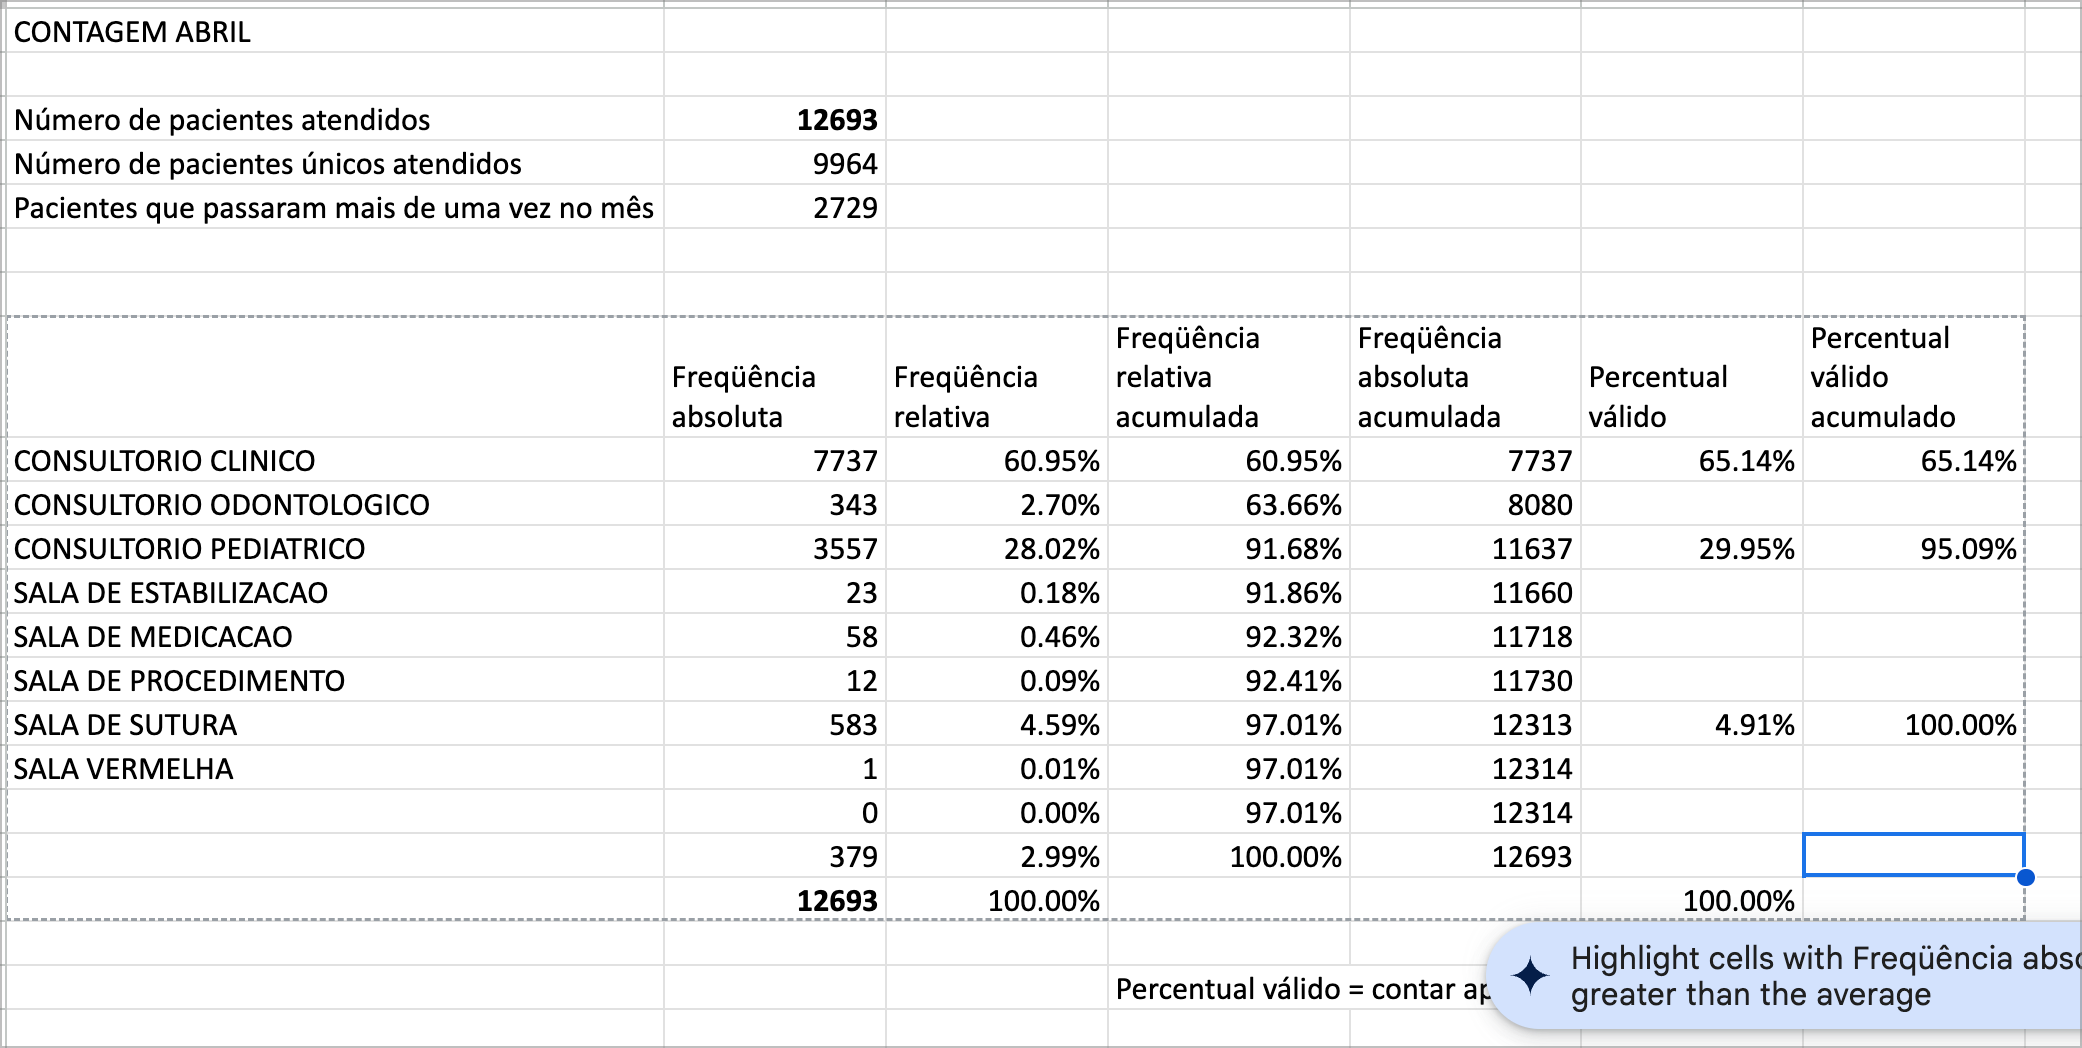 CONTAGEM ABRIL
Número de pacientes atendidos 12693
Número de pacientes únicos atendidos 9964
Pacientes que passaram mais de uma vez no mês 2729
Freqüência absoluta Freqüência relativa Freqüência relativa acumulada Freqüência absoluta acumulada Percentual válido Percentual válido acumulado
CONSULTORIO CLINICO 7737 60.95% 60.95% 7737 65.14% 65.14%
CONSULTORIO ODONTOLOGICO 343 2.70% 63.66% 8080
CONSULTORIO PEDIATRICO 3557 28.02% 91.68% 11637 29.95% 95.09%
SALA DE ESTABILIZACAO 23 0.18% 91.86% 11660
SALA DE MEDICACAO 58 0.46% 92.32% 11718
SALA DE PROCEDIMENTO 12 0.09% 92.41% 11730
SALA DE SUTURA 583 4.59% 97.01% 12313 4.91% 100.00%
SALA VERMELHA 1 0.01% 97.01% 12314
0 0.00% 97.01% 12314
379 2.99% 100.00% 12693
12693 100.00% 100.00%
Percentual válido = contar
Highlight cells with Freqüência
greater than the average